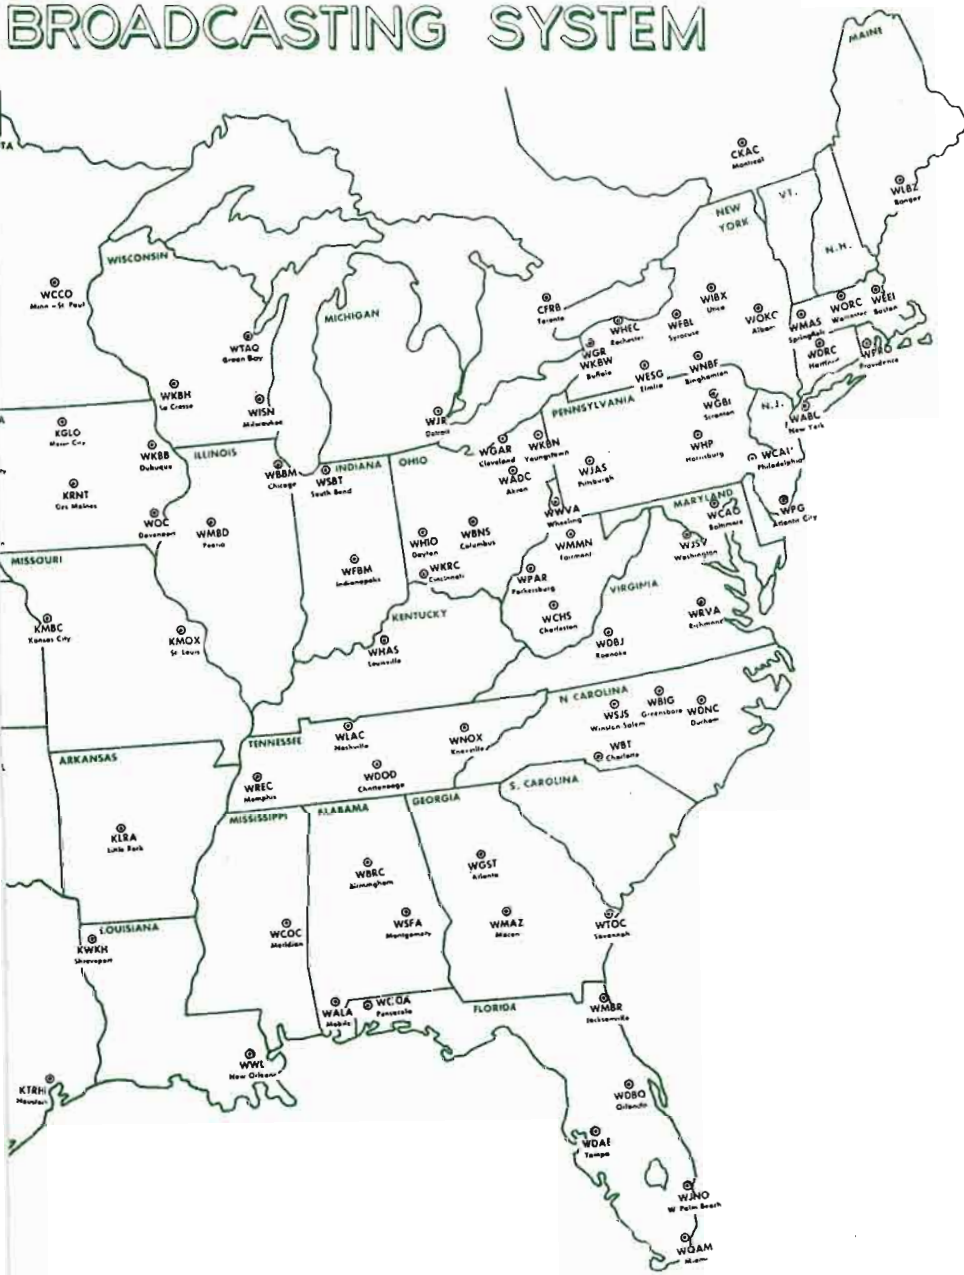 BROADCASTING SYSTEM
MAINE
TA
CKAC
Montreal
VT.
WLBZ
Bangor
NEW
YORK
N.H.
WISCONSIN
WCCO
Minn - St. Paul
MICHIGAN
CFRB
Toronto
WIBX
Utica
WORC
Worcester
WEEI
Boston
WHEC
Rochester
WFBL
Syracuse
WOKO
Albany
WMAS
Springfield
WTAQ
Green Bay
WGR
WKBW
Buffalo
WDRC
Hartford
WPRO
Providence
WESG
Elmira
WNBF
Binghamton
WKBH
La Crosse
WISN
Milwaukee
WJR
Detroit
PENNSYLVANIA
WGBI
Scranton
N.J.
WABC
New York
KGLO
Mason City
WKBB
Dubuque
ILLINOIS
WGAR
Cleveland
WKBN
Youngstown
WHP
Harrisburg
WBBM
Chicago
WSBT
South Bend
INDIANA
OHIO
WADC
Akron
WJAS
Pittsburgh
WCAU
Philadelphia
KRNT
Des Moines
MARYLAND
WOC
Davenport
WMBD
Peoria
WWVA
Wheeling
WCAO
Baltimore
WPG
Atlantic City
WHIO
Dayton
WBNS
Columbus
WMMN
Fairmont
WJSV
Washington
MISSOURI
WFBM
Indianapolis
WKRC
Cincinnati
WPAR
Parkersburg
VIRGINIA
KMBC
Kansas City
KMOX
St Louis
KENTUCKY
WCHS
Charleston
WRVA
Richmond
WHAS
Louisville
WDBJ
Roanoke
N CAROLINA
WSJS
Winston Salem
WBIG
Greensboro
WDNC
Durham
TENNESSEE
WLAC
Nashville
WNOX
Knoxville
WBT
Charlotte
ARKANSAS
WREC
Memphis
WDOD
Chattanooga
S. CAROLINA
MISSISSIPPI
ALABAMA
GEORGIA
KLRA
Little Rock
WBRC
Birmingham
WGST
Atlanta
WCOC
Meridian
WSFA
Montgomery
WMAZ
Macon
WTOC
Savannah
LOUISIANA
KWKH
Shreveport
WALA
Mobile
WCOA
Pensacola
FLORIDA
WMBR
Jacksonville
WWL
New Orleans
KTRH
Houston
WDBO
Orlando
WDAE
Tampa
WJNO
W Palm Beach
WQAM
Miami